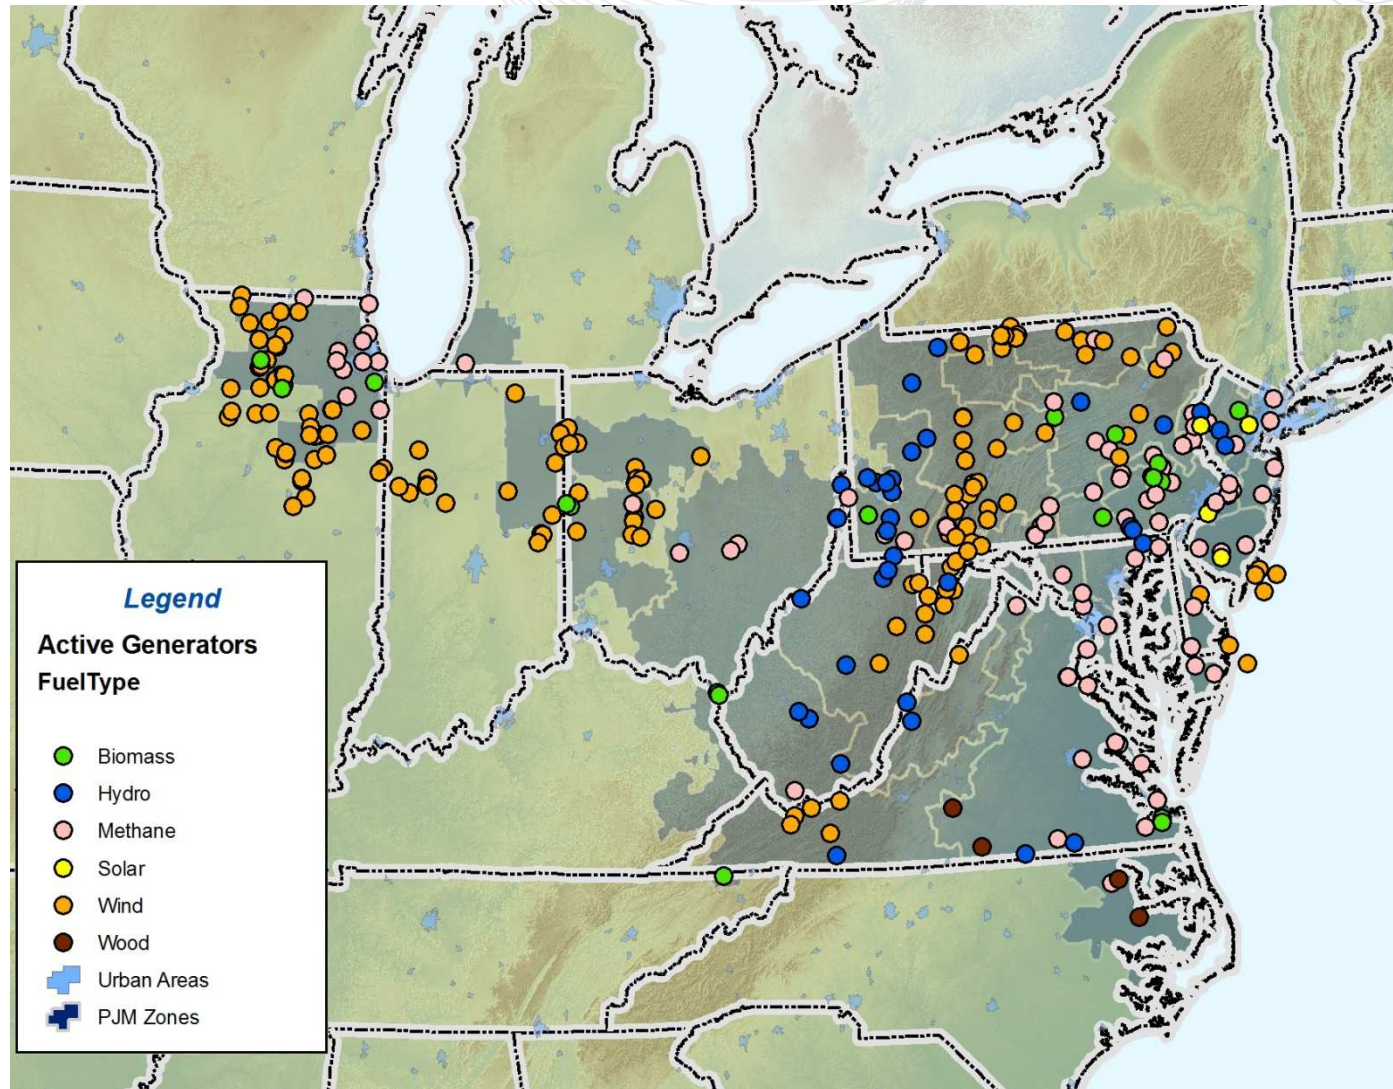 Legend
Active Generators
FuelType
Biomass
Hydro
Methane
Solar
Wind
Wood
Urban Areas
PJM Zones